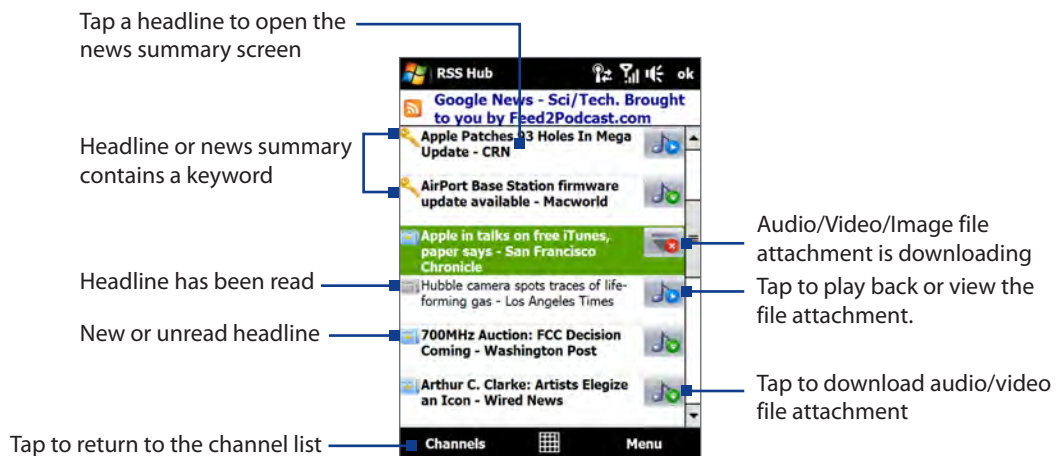 Tap a headline to open the
news summary screen
Headline or news summary
contains a keyword
Headline has been read
New or unread headline
Tap to return to the channel list
RSS Hub
ok
Google News - Sci/Tech. Brought
to you by Feed2Podcast.com
Apple Patches 93 Holes In Mega
Update - CRN
AirPort Base Station firmware
update available - Macworld
Apple in talks on free iTunes,
paper says - San Francisco
Chronicle
Hubble camera spots traces of life-
forming gas - Los Angeles Times
700MHz Auction: FCC Decision
Coming - Washington Post
Arthur C. Clarke: Artists Elegize
an Icon - Wired News
Channels
Menu
Audio/Video/Image file
attachment is downloading
Tap to play back or view the
file attachment.
Tap to download audio/video
file attachment